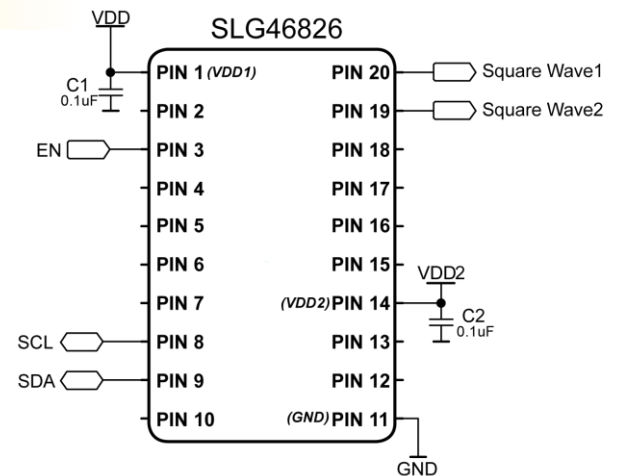 VDD
SLG46826
C1
0.1uF
PIN 1 (VDD1)
PIN 20
Square Wave1
PIN 2
PIN 19
Square Wave2
EN
PIN 3
PIN 18
PIN 4
PIN 17
PIN 5
PIN 16
PIN 6
PIN 15
VDD2
PIN 7
(VDD2) PIN 14
C2
0.1uF
SCL
PIN 8
PIN 13
SDA
PIN 9
PIN 12
PIN 10
(GND) PIN 11
GND